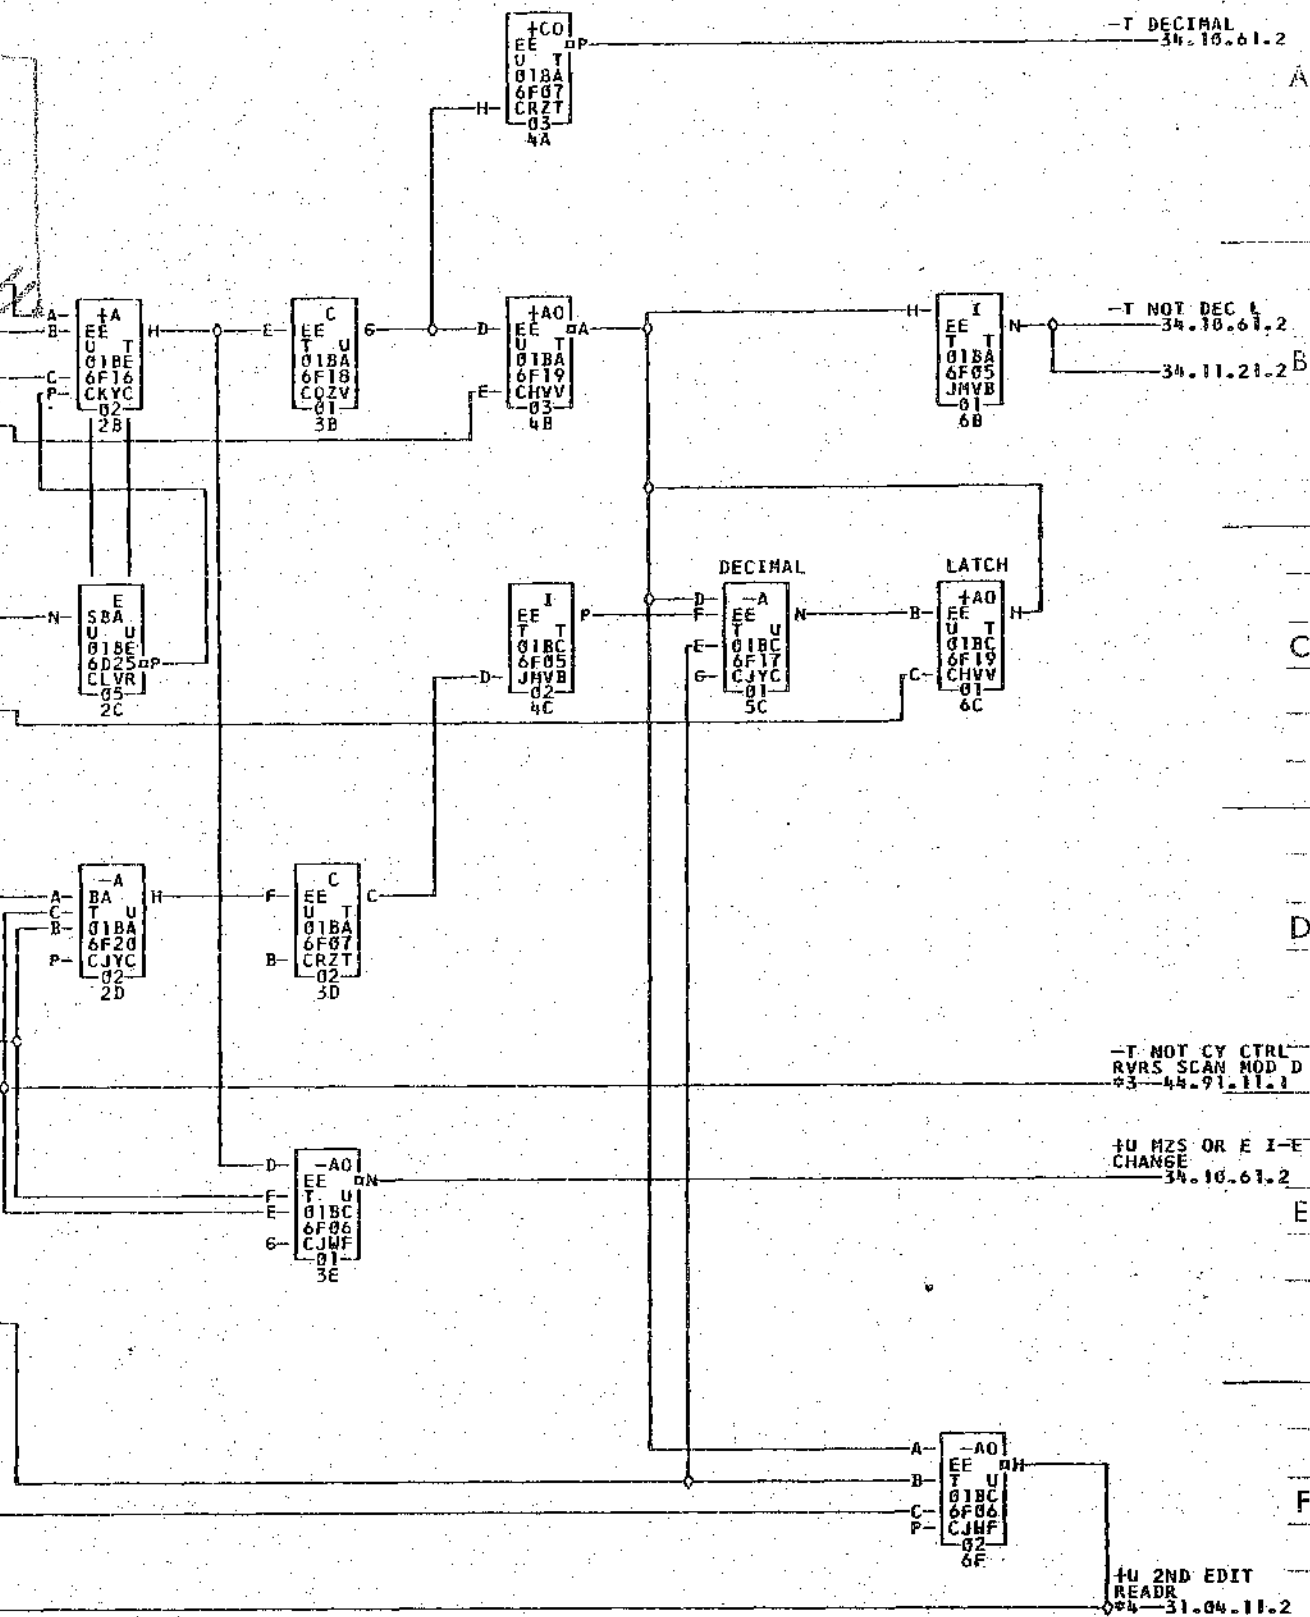 +CO
EE P
U T
01BA
6F07
H CRZT
03
4A
-T DECIMAL
34.10.61.2
A
A +A
B EE H
U T
01BE
C 6F16
P CKYC
02
2B
C
E EE G
T U
01BA
6F18
CQZV
01
3B
+AO
D EE A
U T
01BA
6F19
E CHVV
03
4B
H I
EE N
T T
01BA
6F05
JMVB
01
6B
-T NOT DEC L
34.10.61.2
34.11.21.2
B
E
N SBA
U U
01BE
6D25 P
CLVR
05
2C
I
EE P
T T
01BC
6F05
D JMVB
02
4C
DECIMAL
D -A
F EE N
T U
E 01BC
6F17
G CJYC
01
5C
LATCH
+AO
B EE H
U T
01BC
6F19
C CHVV
01
6C
C
-A
A BA H
C T U
B 01BA
6F20
P CJYC
02
2D
C
F EE C
U T
01BA
6F07
B CRZT
02
3D
D
-T NOT CY CTRL
RVRS SCAN MOD D
*3 44.91.11.1
D -AO
EE N
F T U
E 01BC
6F06
G CJWF
01
3E
+U MZS OR E I-E
CHANGE
34.10.61.2
E
A -AO
EE H
B T U
01BC
C 6F06
P CJWF
02
6F
F
+U 2ND EDIT
READR
*4 31.04.11.2